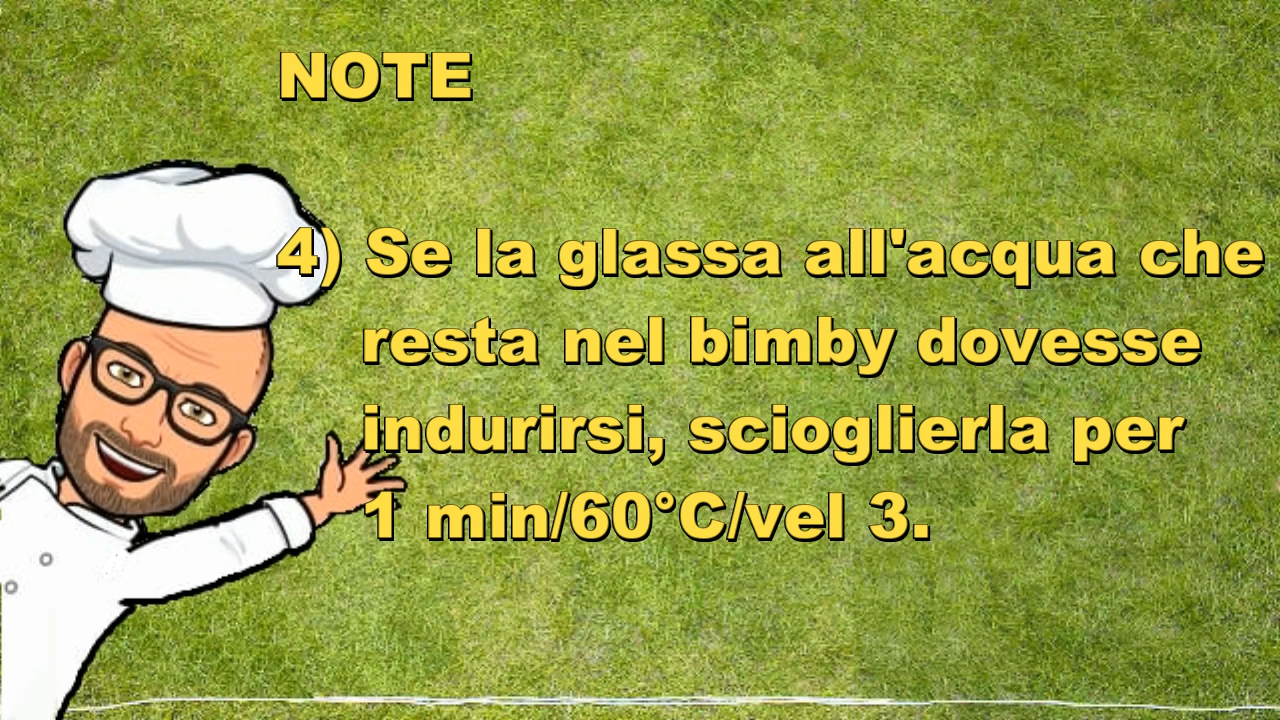 NOTE
4) Se la glassa all'acqua che
resta nel bimby dovesse
indurirsi, scioglierla per
1 min/60°C/vel 3.